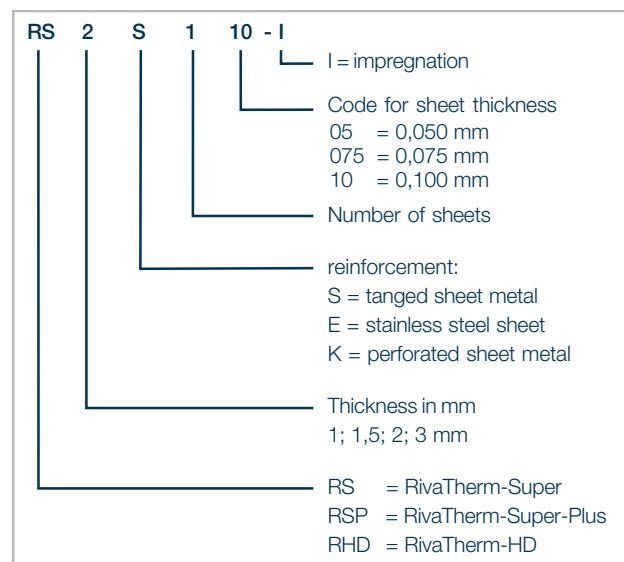 RS 2 S 1 10 - I
I = impregnation
Code for sheet thickness
05 = 0,050 mm
075 = 0,075 mm
10 = 0,100 mm
Number of sheets
reinforcement:
S = tanged sheet metal
E = stainless steel sheet
K = perforated sheet metal
Thickness in mm
1; 1,5; 2; 3 mm
RS = RivaTherm-Super
RSP = RivaTherm-Super-Plus
RHD = RivaTherm-HD